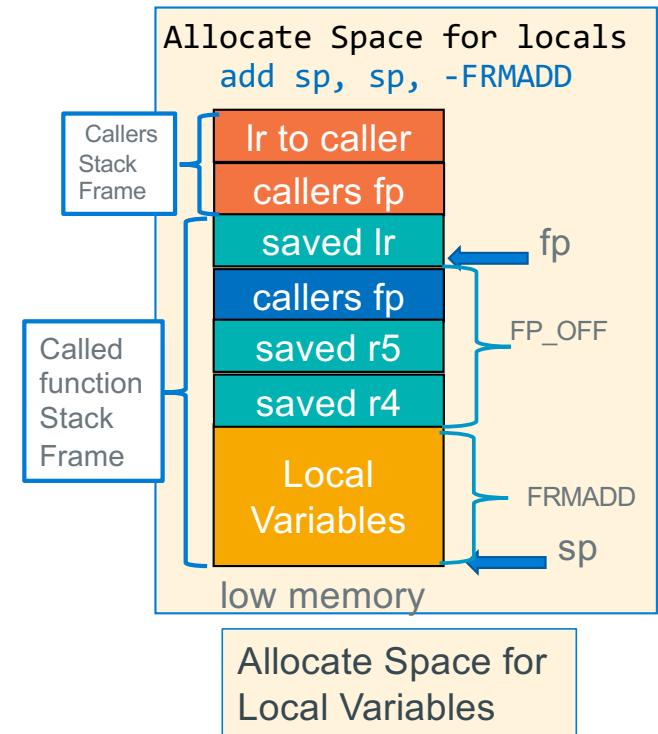 Allocate Space for locals
add sp, sp, -FRMADD
Callers
Stack
Frame
lr to caller
callers fp
saved lr
fp
callers fp
FP_OFF
saved r5
saved r4
Called
function
Stack
Frame
Local
Variables
FRMADD
sp
low memory
Allocate Space for
Local Variables